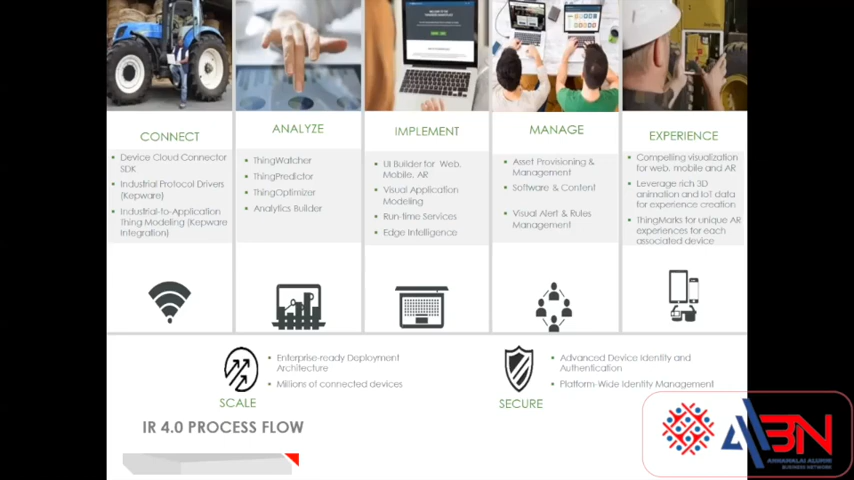 CONNECT
Device Cloud Connector
SDK
Industrial Protocol Drivers
(Kepware)
Industrial-to-Application
Thing Modeling (Kepware
Integration)
ANALYZE
ThingWatcher
ThingPredictor
ThingOptimizer
Analytics Builder
IMPLEMENT
UI Builder for Web,
Mobile, AR
Visual Application
Modeling
Run-time Services
Edge Intelligence
MANAGE
Asset Provisioning &
Management
Software & Content
Visual Alert & Rules
Management
EXPERIENCE
Compelling visualization
for web, mobile and AR
Leverage rich 3D
animation and IoT data
for experience creation
ThingMarks for unique AR
experiences for each
associated device
SCALE
Enterprise-ready Deployment
Architecture
Millions of connected devices
SECURE
Advanced Device Identity and
Authentication
Platform-Wide Identity Management
IR 4.0 PROCESS FLOW
ABN
ANNAMALAI ALUMNI
BUSINESS NETWORK